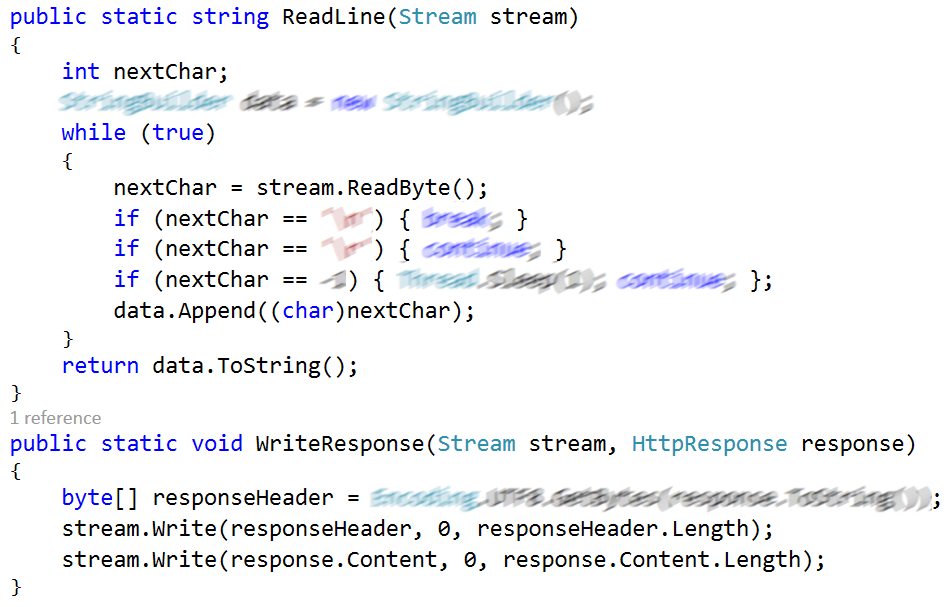 public static string ReadLine(Stream stream)
{
int nextChar;
StringBuilder data = new StringBuilder();
while (true)
{
nextChar = stream.ReadByte();
if (nextChar == ) { break; }
if (nextChar == ) { continue; }
if (nextChar == -1) { Thread.Sleep(1); continue; };
data.Append((char)nextChar);
}
return data.ToString();
}
1 reference
public static void WriteResponse(Stream stream, HttpResponse response)
{
byte[] responseHeader = Encoding.UTF8.GetBytes(response.ToString());
stream.Write(responseHeader, 0, responseHeader.Length);
stream.Write(response.Content, 0, response.Content.Length);
}